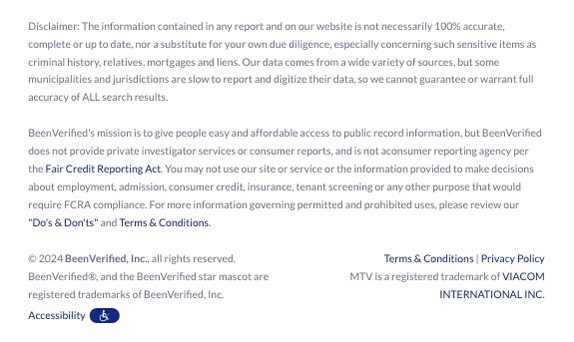 Disclaimer: The information contained in any report and on our website is not necessarily 100% accurate,
complete or up to date, nor a substitute for your own due diligence, especially concerning such sensitive items as
criminal history, relatives, mortgages and liens. Our data comes from a wide variety of sources, but some
municipalities and jurisdictions are slow to report and digitize their data, so we cannot guarantee or warrant full
accuracy of ALL search results.
BeenVerified's mission is to give people easy and affordable access to public record information, but BeenVerified
does not provide private investigator services or consumer reports, and is not aconsumer reporting agency per
the Fair Credit Reporting Act. You may not use our site or service or the information provided to make decisions
about employment, admission, consumer credit, insurance, tenant screening or any other purpose that would
require FCRA compliance. For more information governing permitted and prohibited uses, please review our
"Do's & Don'ts" and Terms & Conditions.
© 2024 BeenVerified, Inc., all rights reserved.
BeenVerified®, and the BeenVerified star mascot are
registered trademarks of BeenVerified, Inc.
Accessibility
Terms & Conditions | Privacy Policy
MTV is a registered trademark of VIACOM
INTERNATIONAL INC.